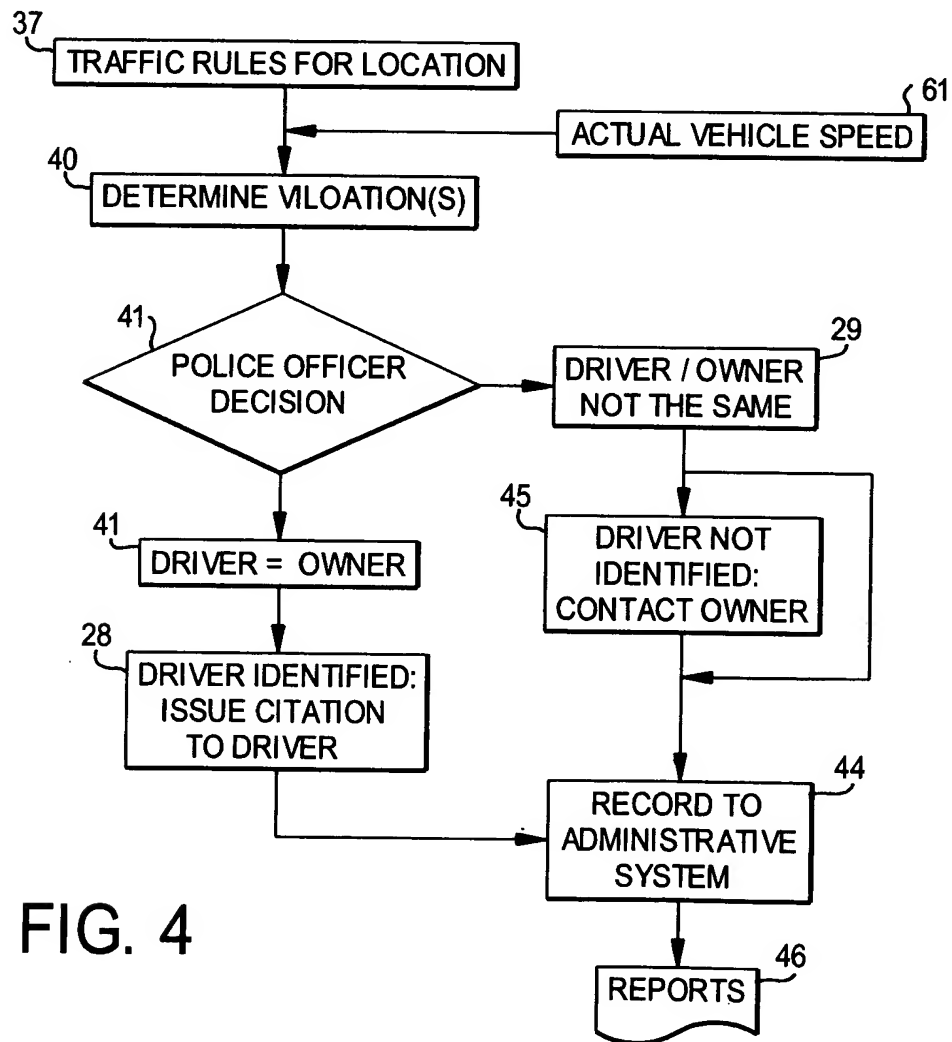 37
TRAFFIC RULES FOR LOCATION
61
ACTUAL VEHICLE SPEED
40
DETERMINE VILOATION(S)
41
POLICE OFFICER
DECISION
29
DRIVER / OWNER
NOT THE SAME
41
DRIVER = OWNER
45
DRIVER NOT
IDENTIFIED:
CONTACT OWNER
28
DRIVER IDENTIFIED:
ISSUE CITATION
TO DRIVER
44
RECORD TO
ADMINISTRATIVE
SYSTEM
46
REPORTS
FIG. 4